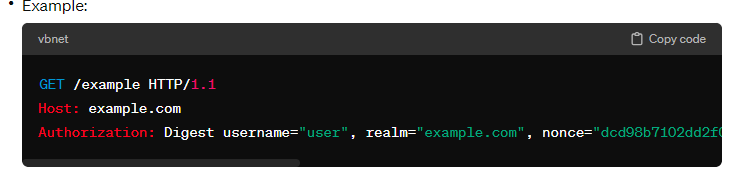 • Example:
vbnet Copy code
GET /example HTTP/1.1
Host: example.com
Authorization: Digest username="user", realm="example.com", nonce="dcd98b7102dd2f0